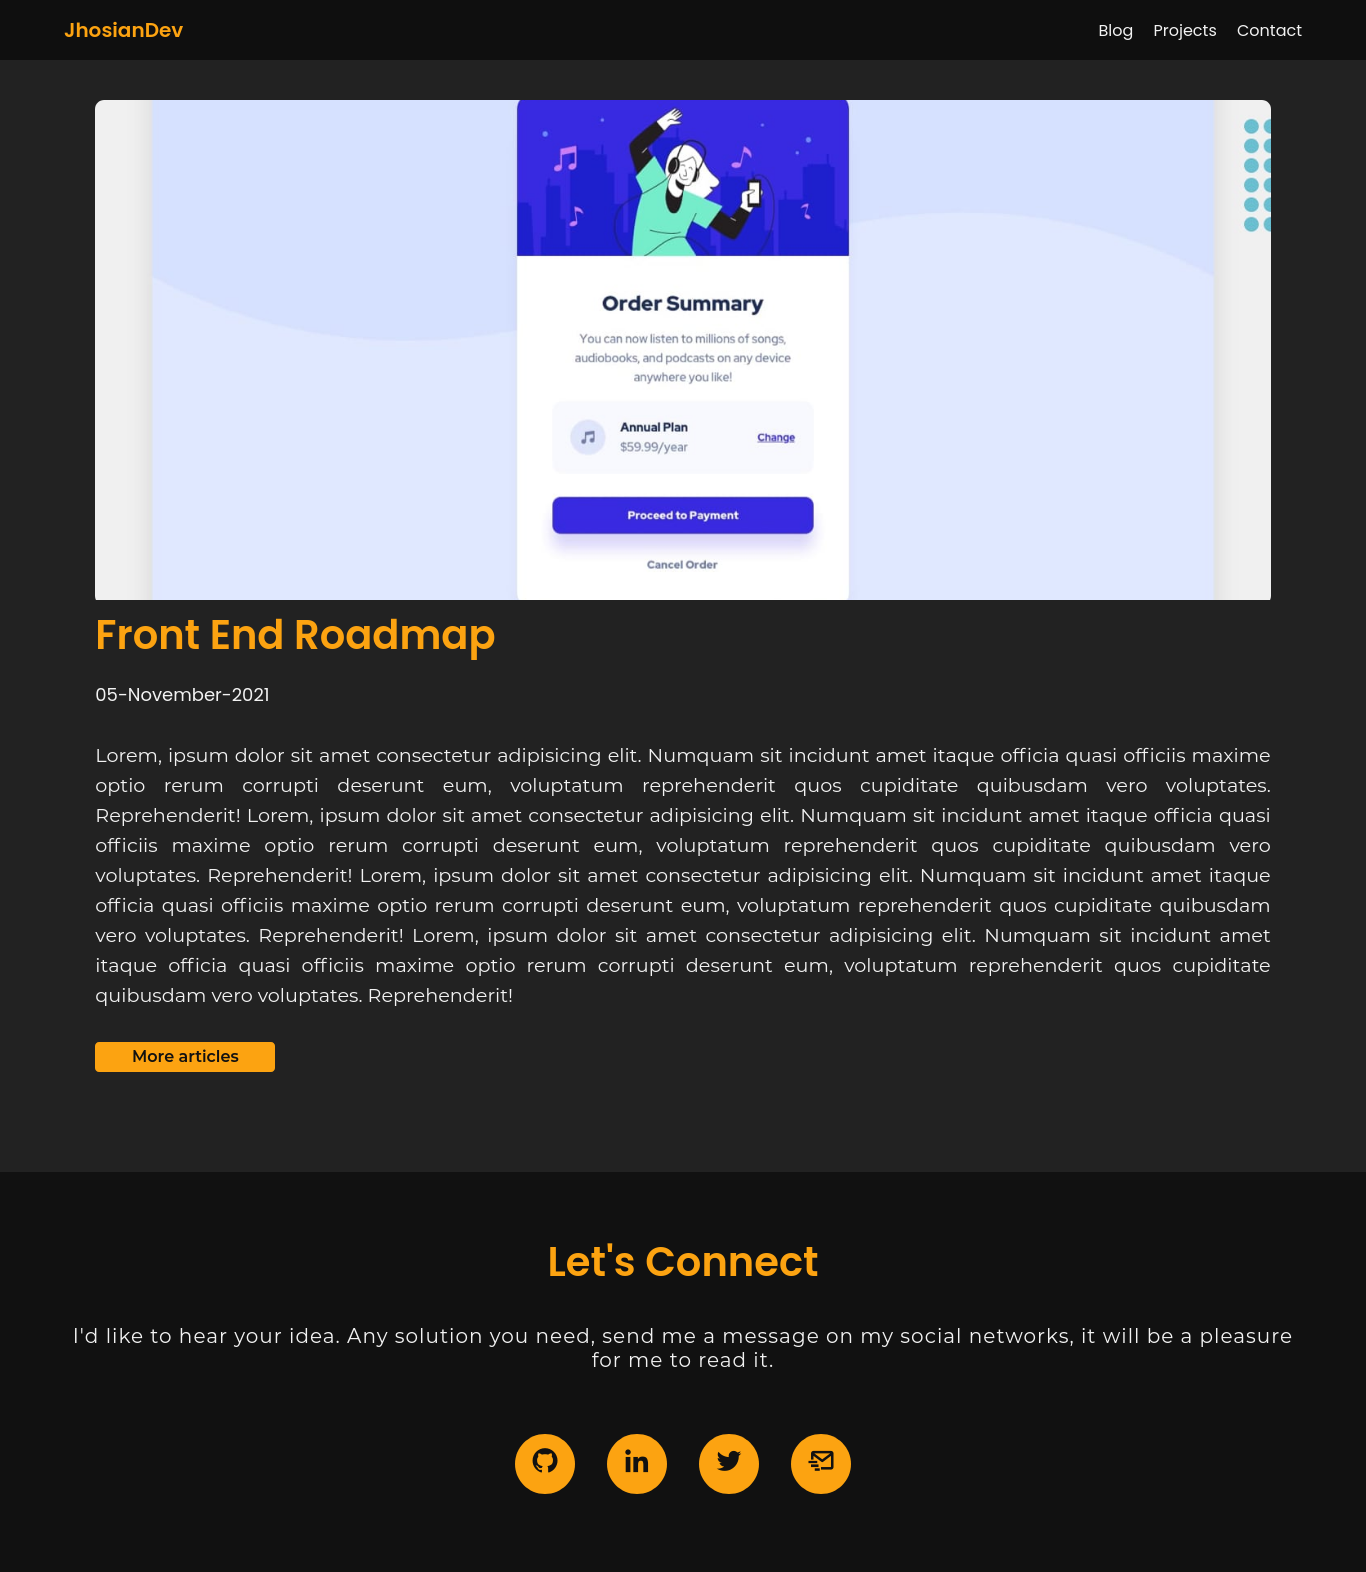 JhosianDev
Blog Projects Contact
Order Summary
You can now listen to millions of songs,
audiobooks, and podcasts on any device
anywhere you like!
Annual Plan
$59.99/year
Change
Proceed to Payment
Cancel Order
Front End Roadmap
05-November-2021
Lorem, ipsum dolor sit amet consectetur adipisicing elit. Numquam sit incidunt amet itaque officia quasi officiis maxime
optio rerum corrupti deserunt eum, voluptatum reprehenderit quos cupiditate quibusdam vero voluptates.
Reprehenderit! Lorem, ipsum dolor sit amet consectetur adipisicing elit. Numquam sit incidunt amet itaque officia quasi
officiis maxime optio rerum corrupti deserunt eum, voluptatum reprehenderit quos cupiditate quibusdam vero
voluptates. Reprehenderit! Lorem, ipsum dolor sit amet consectetur adipisicing elit. Numquam sit incidunt amet itaque
officia quasi officiis maxime optio rerum corrupti deserunt eum, voluptatum reprehenderit quos cupiditate quibusdam
vero voluptates. Reprehenderit! Lorem, ipsum dolor sit amet consectetur adipisicing elit. Numquam sit incidunt amet
itaque officia quasi officiis maxime optio rerum corrupti deserunt eum, voluptatum reprehenderit quos cupiditate
quibusdam vero voluptates. Reprehenderit!
More articles
Let's Connect
I'd like to hear your idea. Any solution you need, send me a message on my social networks, it will be a pleasure
for me to read it.